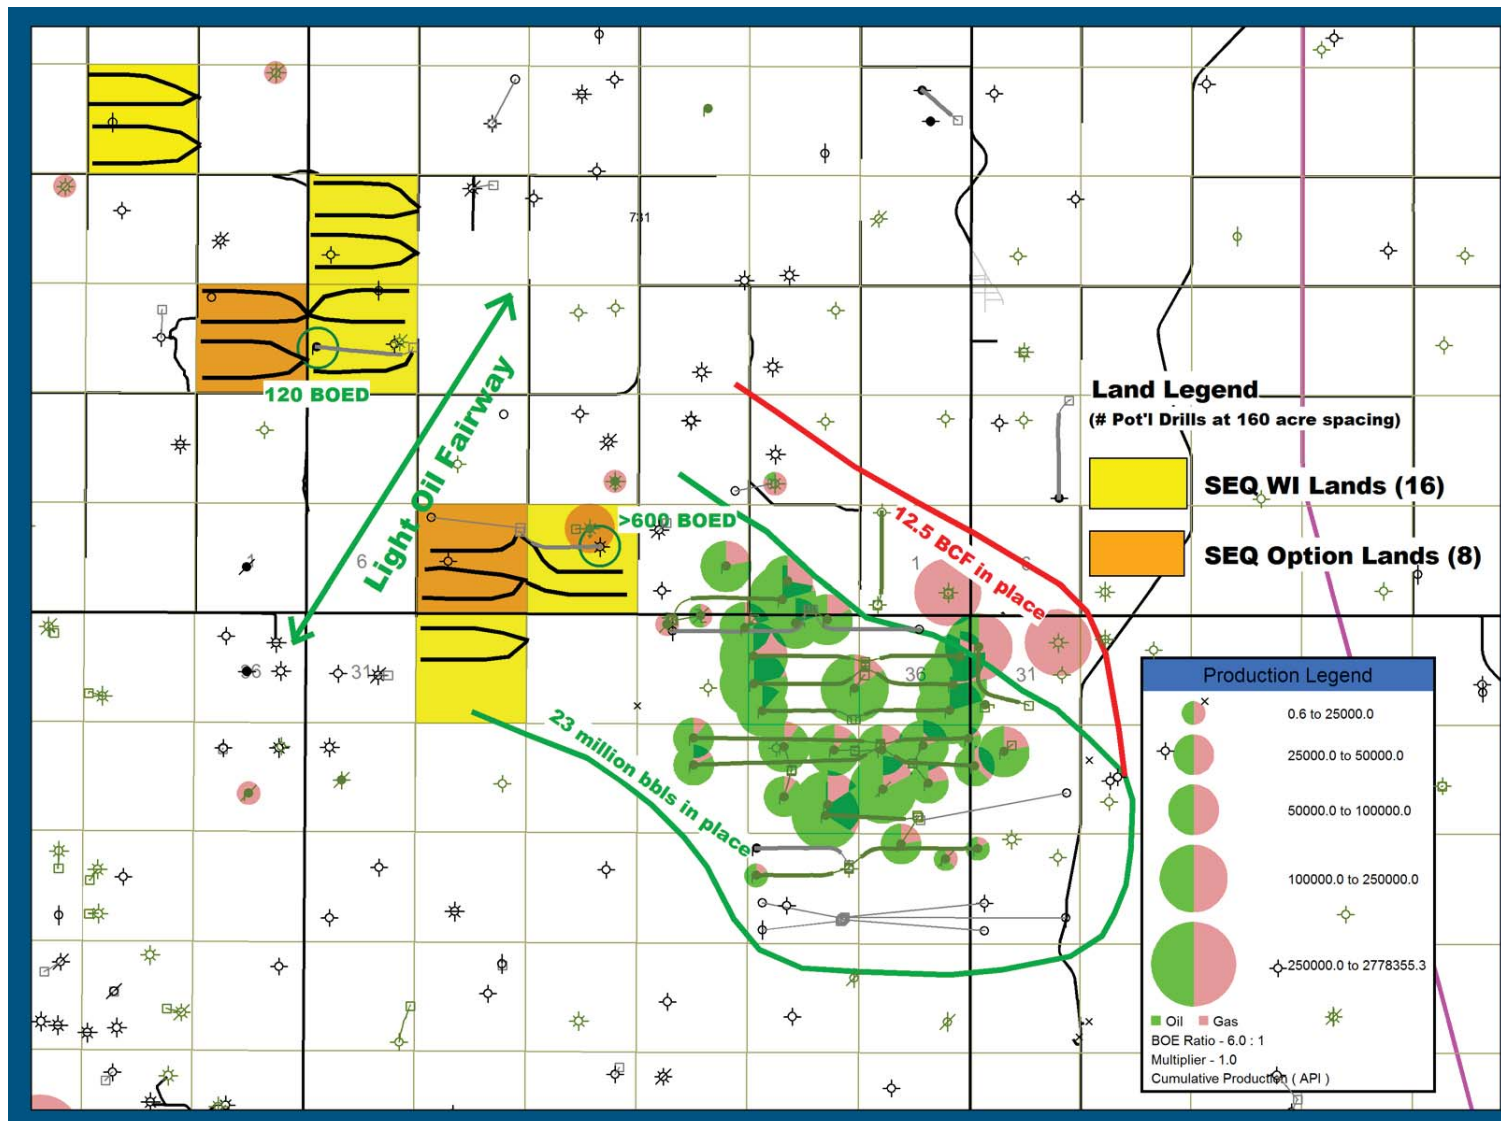 731
120 BOED
Light Oil Fairway
Land Legend
(# Pot'l Drills at 160 acre spacing)
SEQ WI Lands (16)
SEQ Option Lands (8)
>600 BOED
12.5 BCF in place
1
6
1
6
36
31
36
31
23 million bbls in place
Production Legend
0.6 to 25000.0
25000.0 to 50000.0
50000.0 to 100000.0
100000.0 to 250000.0
250000.0 to 2778355.3
Oil Gas
BOE Ratio - 6.0 : 1
Multiplier - 1.0
Cumulative Production ( API )